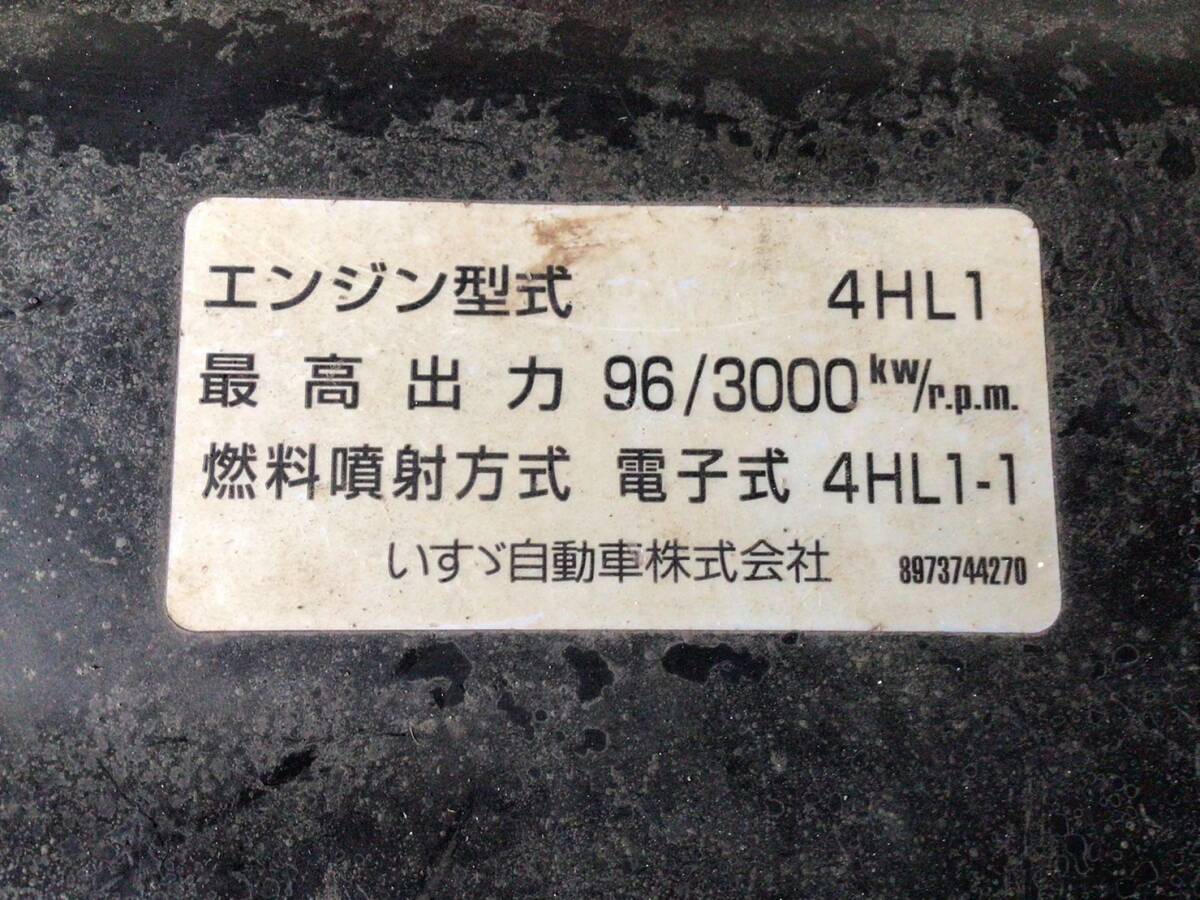 エンジン型式 4HL1
最高出力 96/3000 kw/r.p.m.
燃料噴射方式 電子式 4HL1-1
いすゞ自動車株式会社 8973744270